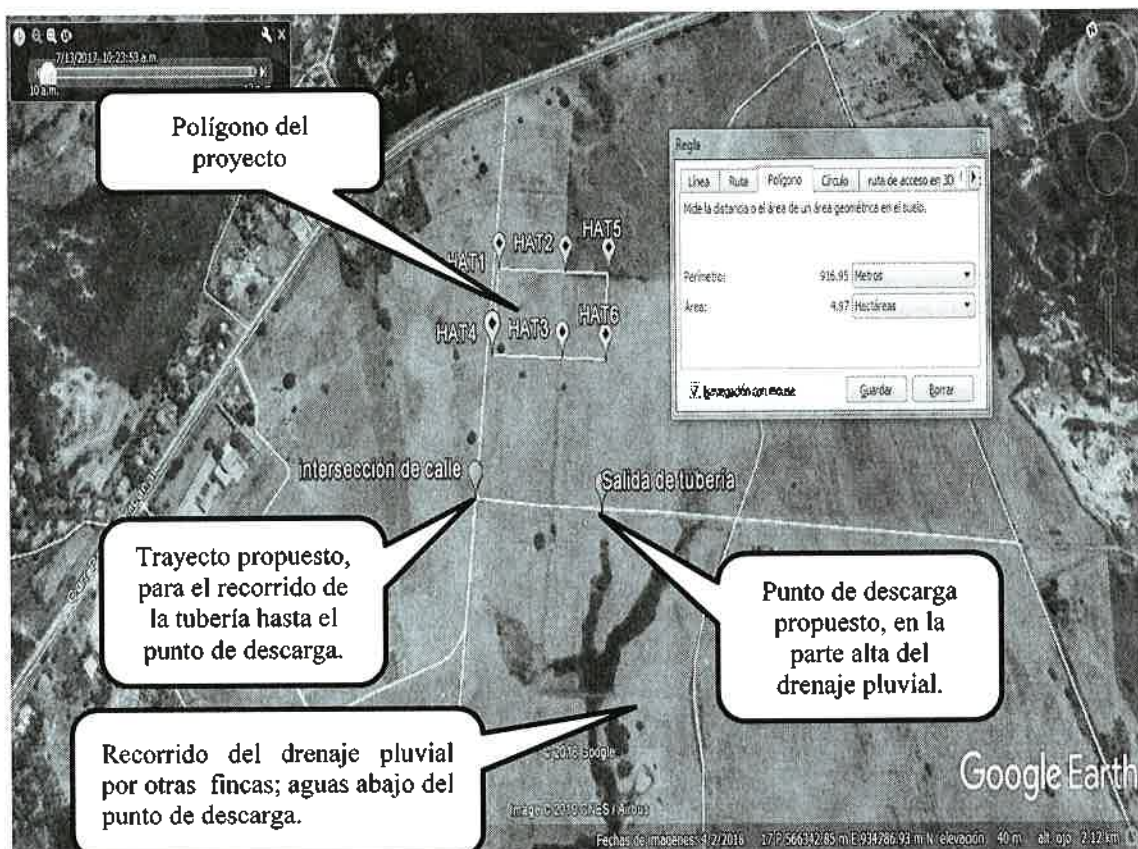 7/13/2017 10:23:53 a.m.
10 a.m.
Polígono del
proyecto
Regla
Línea Ruta Polígono Círculo ruta de acceso en 3D
Mide la distancia o el área de un área geométrica en el suelo.
Perímetro: 916.95 Metros
Área: 4.97 Hectáreas
Navegación con mouse Guardar Borrar
HAT1 HAT2 HAT5
HAT4 HAT3 HAT6
intersección de calle
Salida de tubería
Trayecto propuesto,
para el recorrido de
la tubería hasta el
punto de descarga.
Punto de descarga
propuesto, en la
parte alta del
drenaje pluvial.
Recorrido del drenaje pluvial
por otras fincas; aguas abajo del
punto de descarga.
Google Earth
N
© 2018 Google
CNES / Airbus
Fechas de imágenes: 4/2/2016 17 P 566342.85 m E 934786.93 m N elevación 40 m alt. ojo 2.12 km